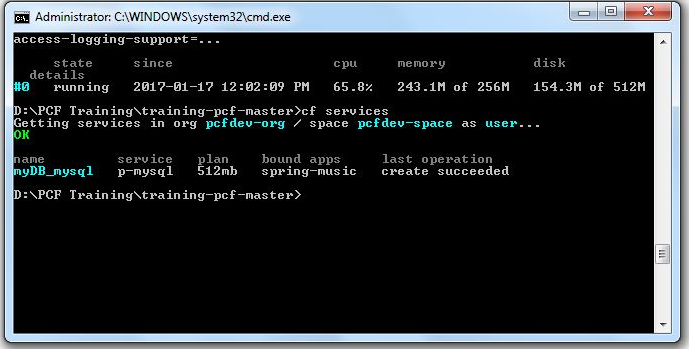 Administrator: C:\WINDOWS\system32\cmd.exe
access-logging-support=...
state since cpu memory disk
details
#0 running 2017-01-17 12:02:09 PM 65.8% 243.1M of 256M 154.3M of 512M
D:\PCF Training\training-pcf-master>cf services
Getting services in org pcfdev-org / space pcfdev-space as user...
OK
name service plan bound apps last operation
myDB_mysql p-mysql 512mb spring-music create succeeded
D:\PCF Training\training-pcf-master>